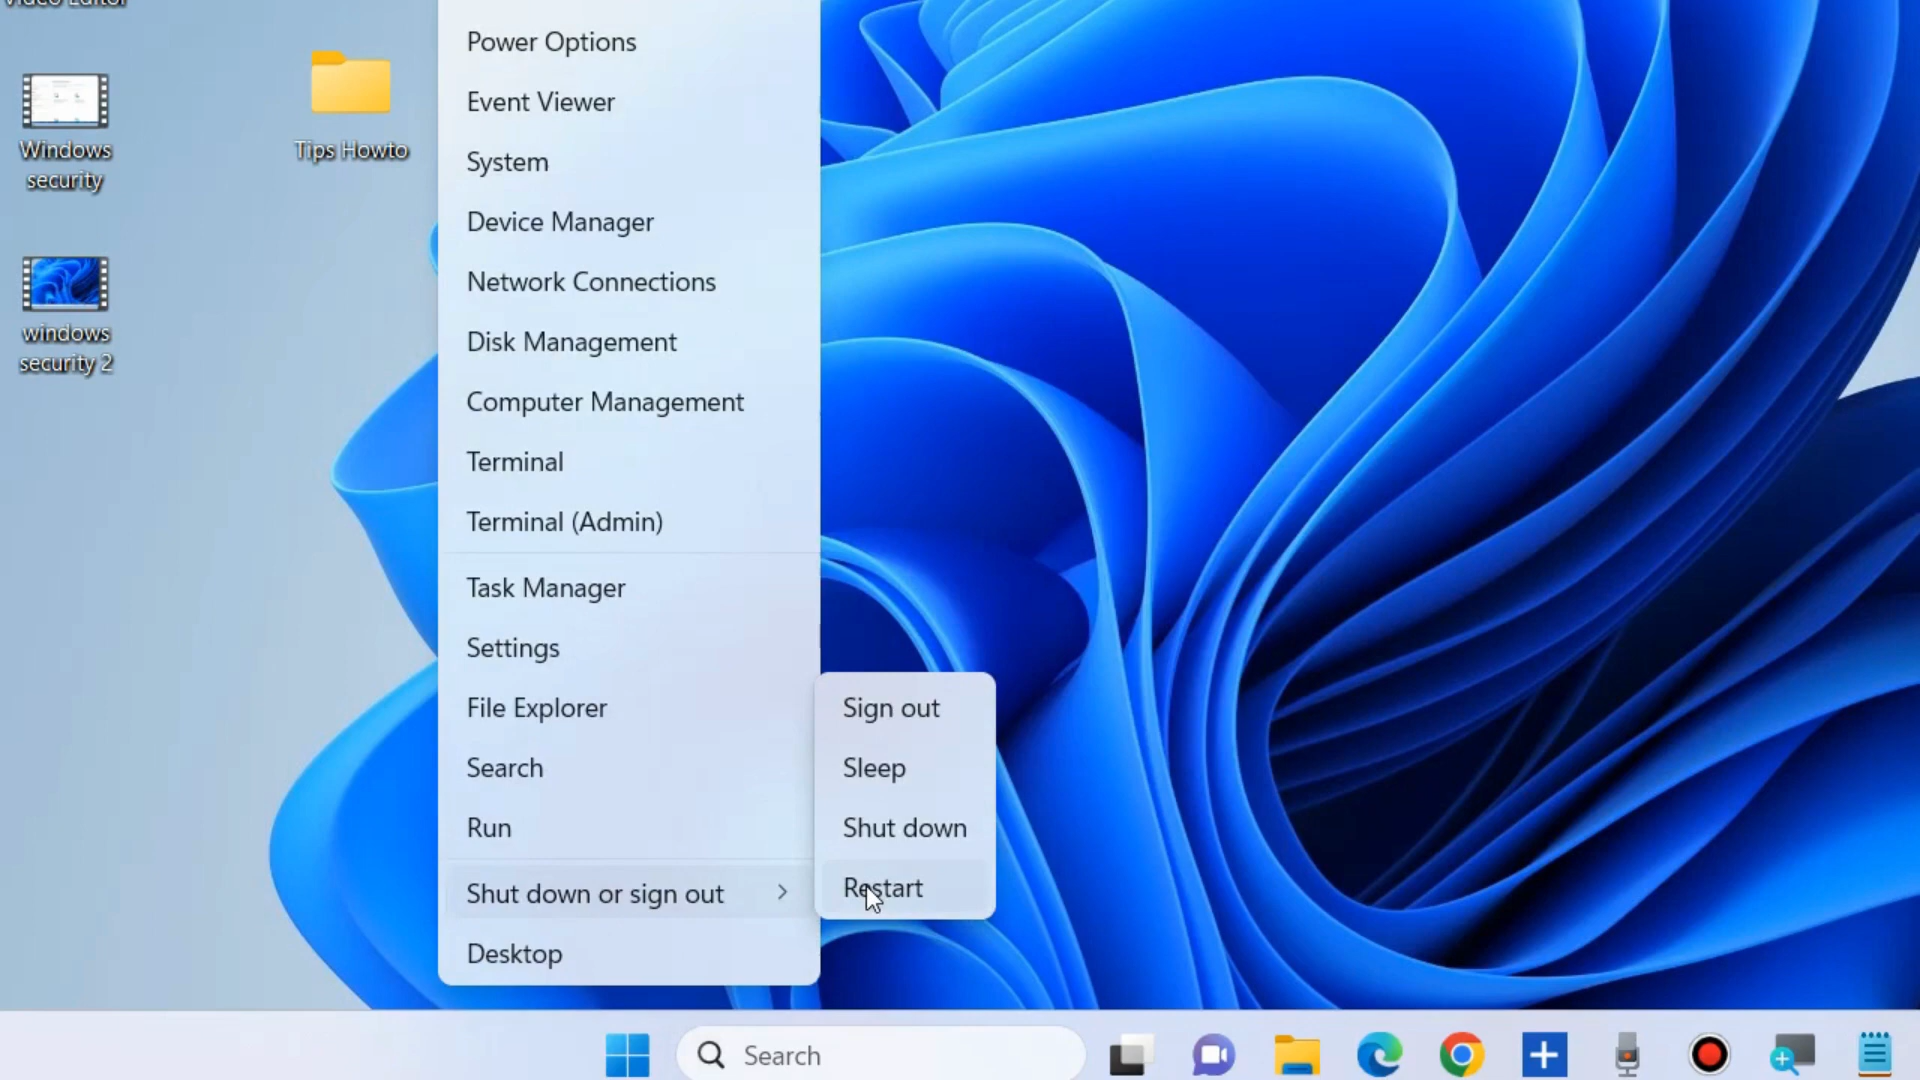 Video Editor
Windows
security
windows
security 2
Tips Howto
Power Options
Event Viewer
System
Device Manager
Network Connections
Disk Management
Computer Management
Terminal
Terminal (Admin)
Task Manager
Settings
File Explorer
Search
Run
Shut down or sign out
Desktop
Sign out
Sleep
Shut down
Restart
Search